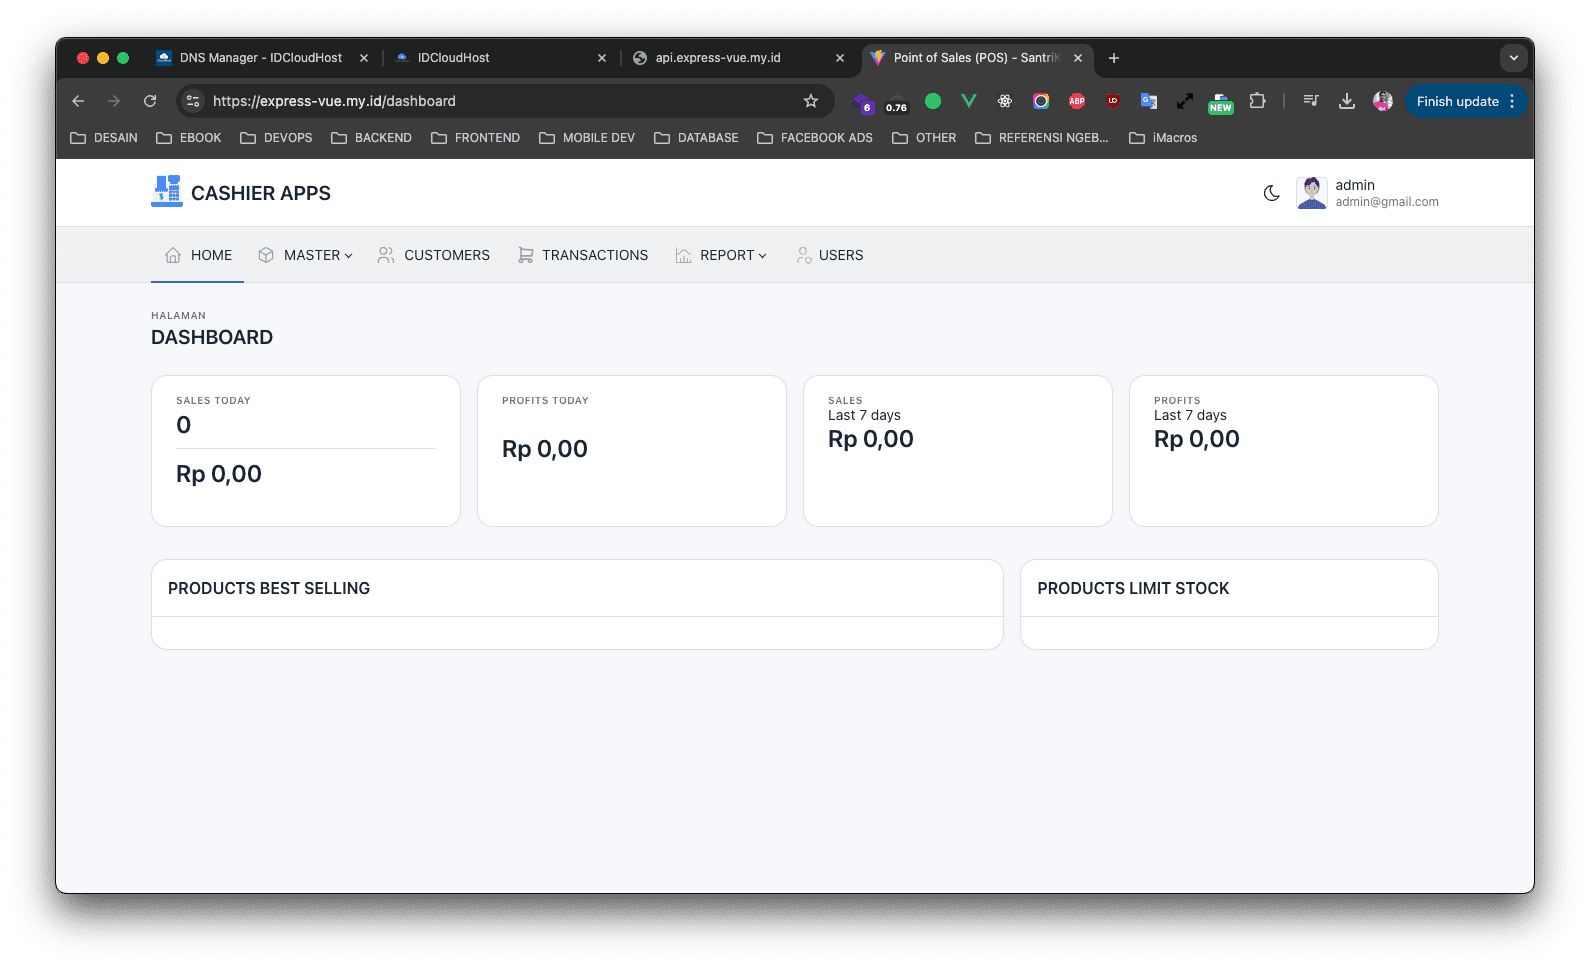 DNS Manager - IDCloudHost
IDCloudHost
api.express-vue.my.id
Point of Sales (POS) - SantriK
https://express-vue.my.id/dashboard
6
0.76
ABP
NEW
Finish update
DESAIN
EBOOK
DEVOPS
BACKEND
FRONTEND
MOBILE DEV
DATABASE
FACEBOOK ADS
OTHER
REFERENSI NGEB...
iMacros
CASHIER APPS
admin
admin@gmail.com
HOME
MASTER
CUSTOMERS
TRANSACTIONS
REPORT
USERS
HALAMAN
DASHBOARD
SALES TODAY
0
Rp 0,00
PROFITS TODAY
Rp 0,00
SALES
Last 7 days
Rp 0,00
PROFITS
Last 7 days
Rp 0,00
PRODUCTS BEST SELLING
PRODUCTS LIMIT STOCK